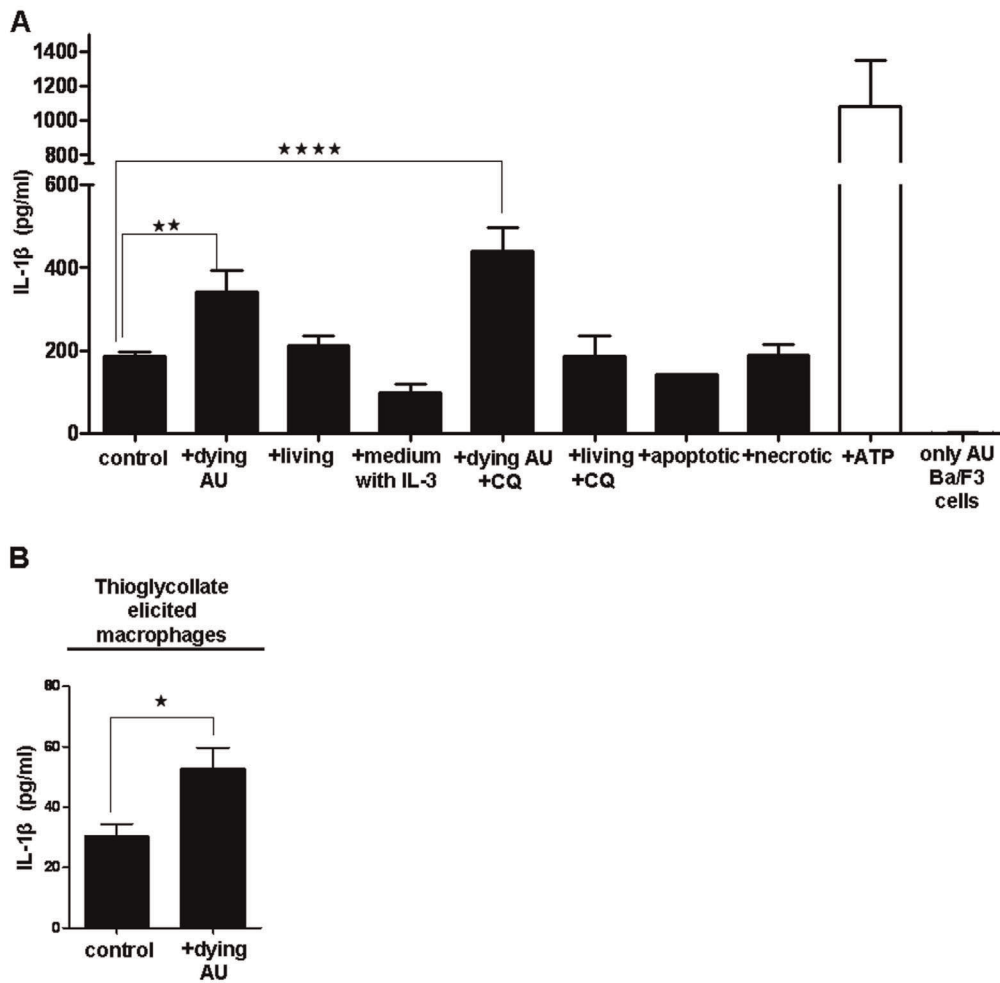 A
1400
1200
1000
800
600
400
200
0
IL-1β (pg/ml)
★★★★
★★
control
+dying AU
+living
+medium with IL-3
+dying AU +CQ
+living +CQ
+apoptotic
+necrotic
+ATP
only AU Ba/F3 cells
B
Thioglycollate
elicited
macrophages
80
60
40
20
0
IL-1β (pg/ml)
★
control
+dying
AU